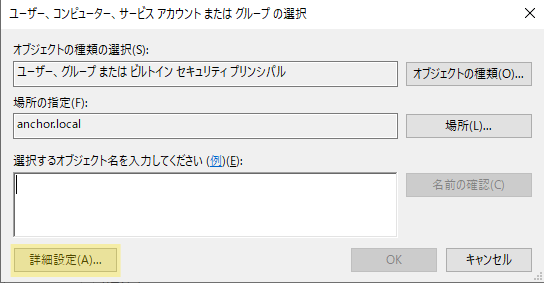 ユーザー、コンピューター、サービス アカウント または グループ の選択
オブジェクトの種類の選択(S):
ユーザー、グループ または ビルトイン セキュリティ プリンシパル
オブジェクトの種類(O)...
場所の指定(F):
anchor.local
場所(L)...
選択するオブジェクト名を入力してください (例)(E):
名前の確認(C)
詳細設定(A)...
OK
キャンセル